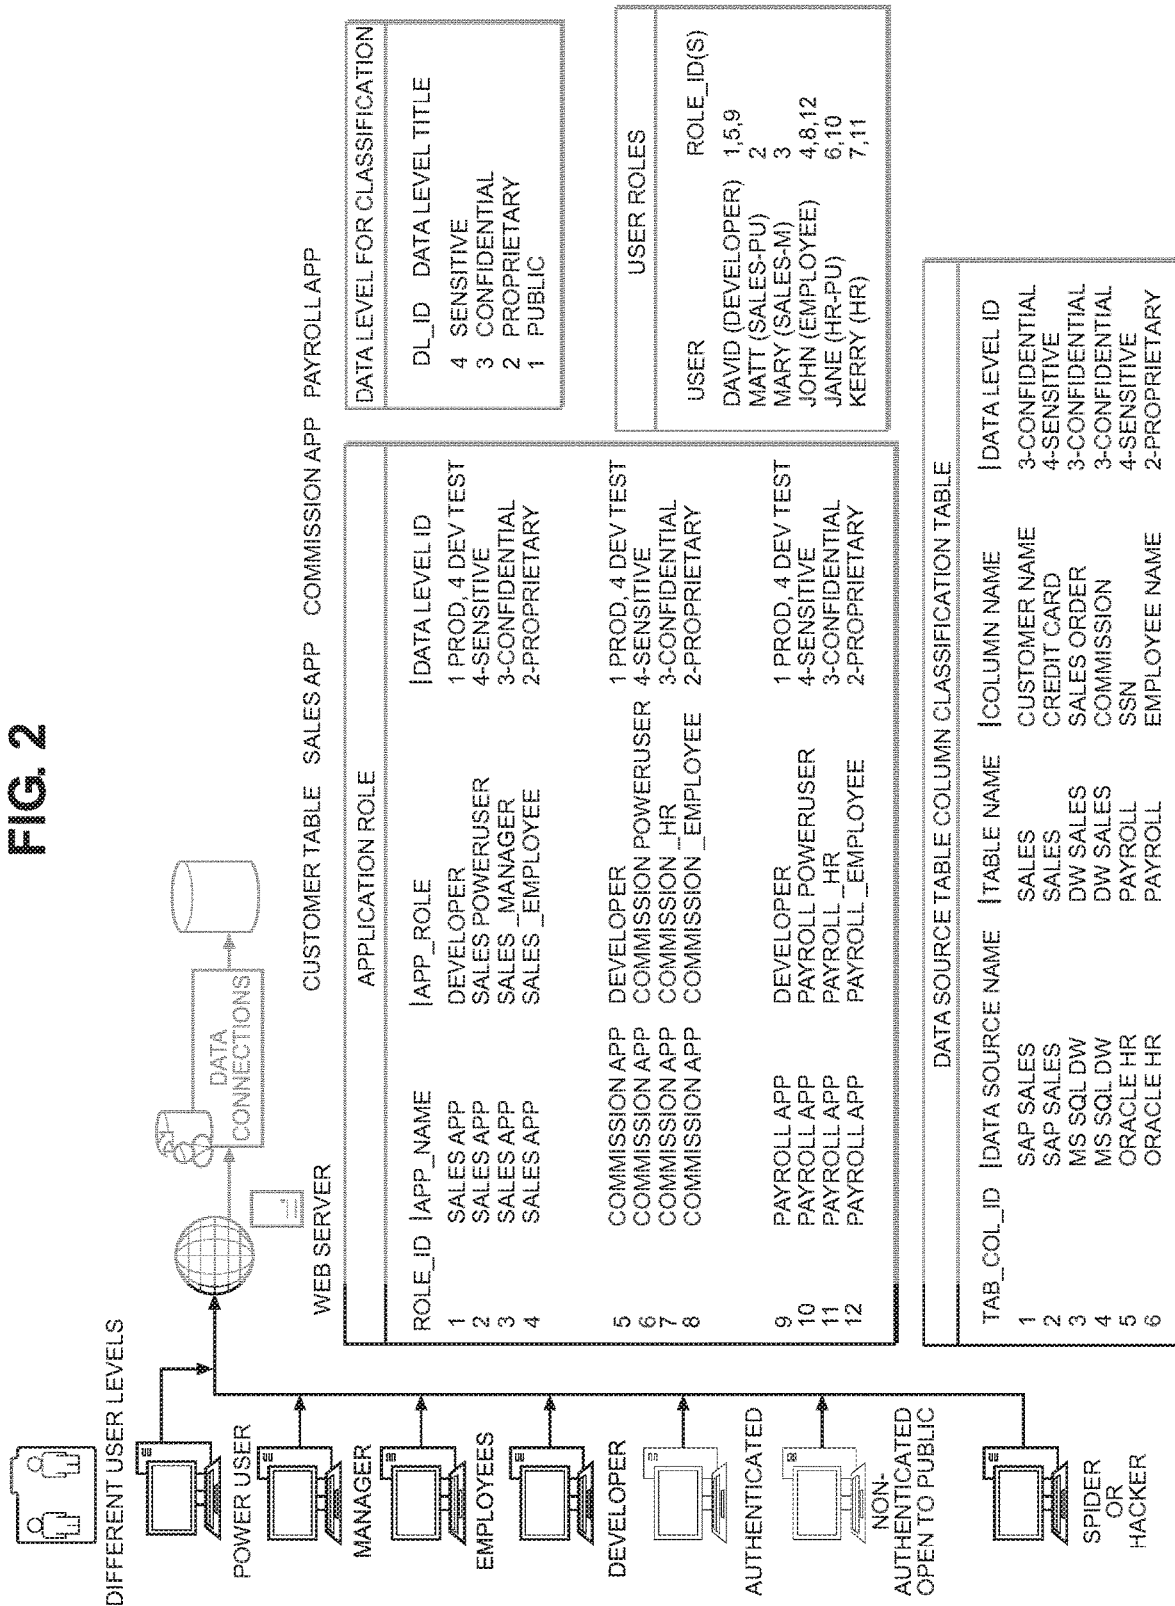 FIG. 2
DIFFERENT USER LEVELS
POWER USER
MANAGER
EMPLOYEES
DEVELOPER
AUTHENTICATED
NON-
AUTHENTICATED
OPEN TO PUBLIC
SPIDER
OR
HACKER
WEB SERVER
DATA
CONNECTIONS
CUSTOMER TABLE SALES APP COMMISSION APP PAYROLL APP
APPLICATION ROLE
ROLE_ID |APP_NAME |APP_ROLE |DATA LEVEL ID
1 SALES APP DEVELOPER 1 PROD, 4 DEV TEST
2 SALES APP SALES POWERUSER 4-SENSITIVE
3 SALES APP SALES _MANAGER 3-CONFIDENTIAL
4 SALES APP SALES _EMPLOYEE 2-PROPRIETARY
5 COMMISSION APP DEVELOPER 1 PROD, 4 DEV TEST
6 COMMISSION APP COMMISSION POWERUSER 4-SENSITIVE
7 COMMISSION APP COMMISSION _HR 3-CONFIDENTIAL
8 COMMISSION APP COMMISSION _EMPLOYEE 2-PROPRIETARY
9 PAYROLL APP DEVELOPER 1 PROD, 4 DEV TEST
10 PAYROLL APP PAYROLL POWERUSER 4-SENSITIVE
11 PAYROLL APP PAYROLL _HR 3-CONFIDENTIAL
12 PAYROLL APP PAYROLL _EMPLOYEE 2-PROPRIETARY
DATA LEVEL FOR CLASSIFICATION
DL_ID DATA LEVEL TITLE
4 SENSITIVE
3 CONFIDENTIAL
2 PROPRIETARY
1 PUBLIC
USER ROLES
USER ROLE_ID(S)
DAVID (DEVELOPER) 1,5,9
MATT (SALES-PU) 2
MARY (SALES-M) 3
JOHN (EMPLOYEE) 4,8,12
JANE (HR-PU) 6,10
KERRY (HR) 7,11
DATA SOURCE TABLE COLUMN CLASSIFICATION TABLE
TAB_COL_ID |DATA SOURCE NAME |TABLE NAME |COLUMN NAME |DATA LEVEL ID
1 SAP SALES SALES CUSTOMER NAME 3-CONFIDENTIAL
2 SAP SALES SALES CREDIT CARD 4-SENSITIVE
3 MS SQL DW DW SALES SALES ORDER 3-CONFIDENTIAL
4 MS SQL DW DW SALES COMMISSION 3-CONFIDENTIAL
5 ORACLE HR PAYROLL SSN 4-SENSITIVE
6 ORACLE HR PAYROLL EMPLOYEE NAME 2-PROPRIETARY